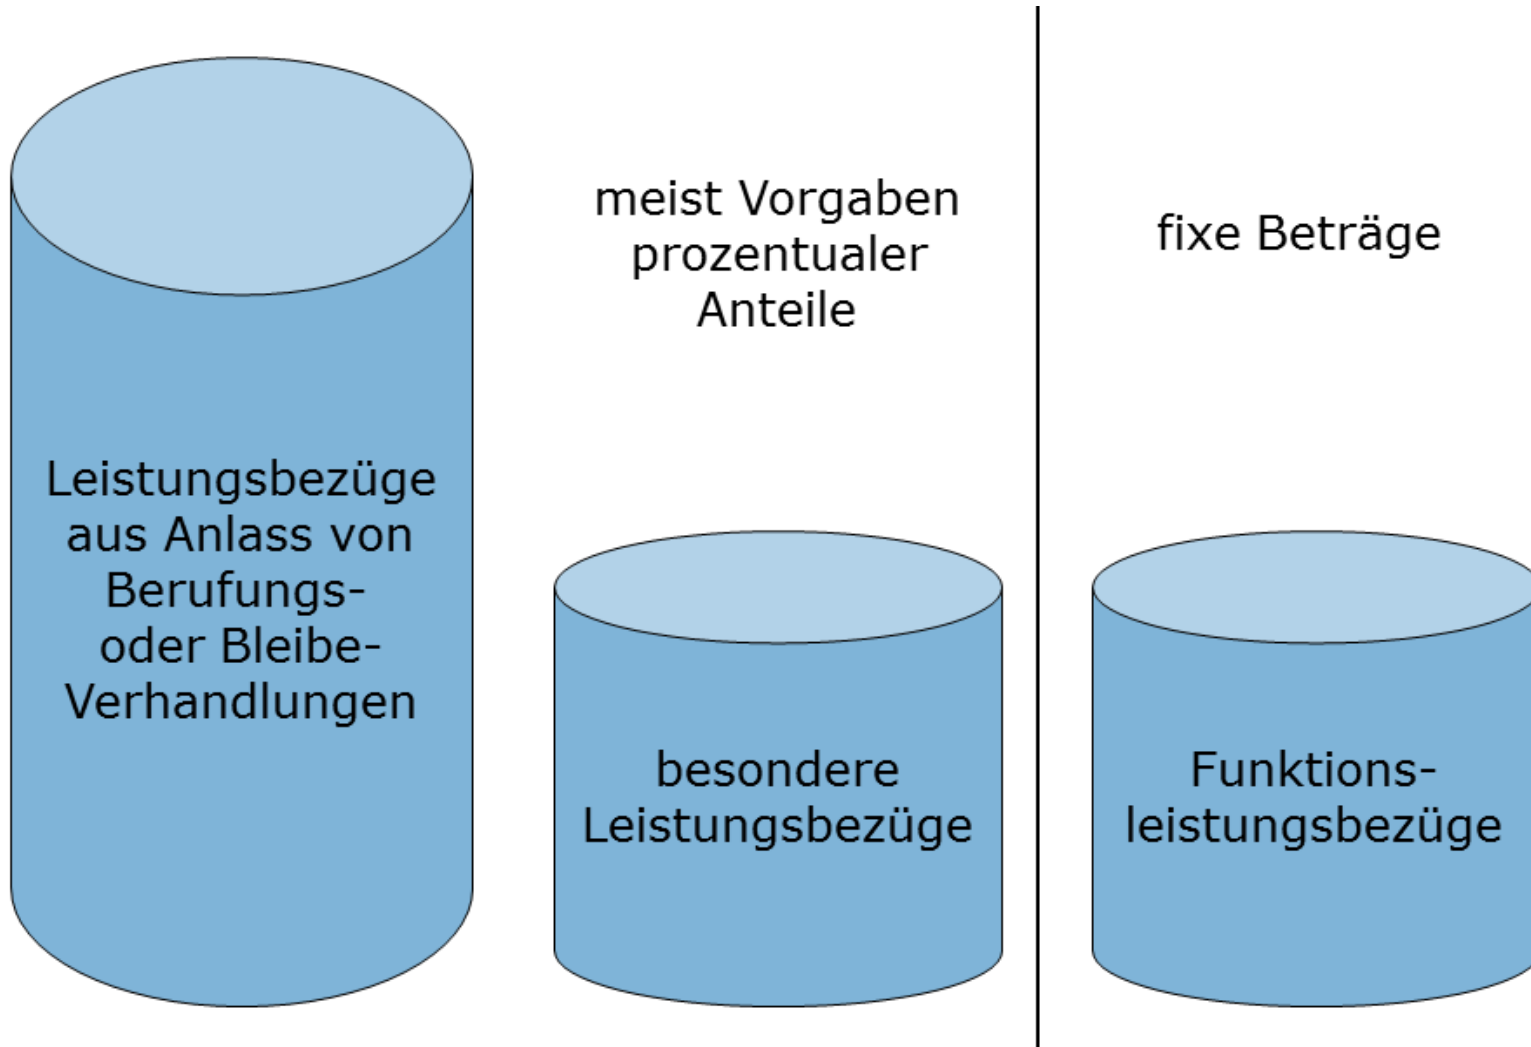 Leistungsbezüge
aus Anlass von
Berufungs-
oder Bleibe-
Verhandlungen
meist Vorgaben
prozentualer
Anteile
besondere
Leistungsbezüge
fixe Beträge
Funktions-
leistungsbezüge